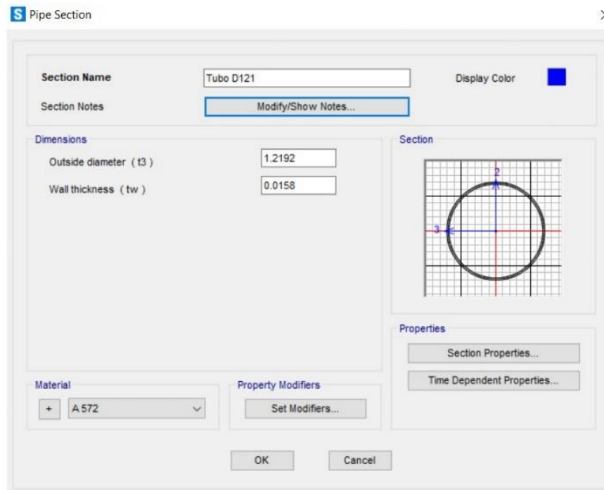 S Pipe Section
Section Name Tubo D121 Display Color
Section Notes Modify/Show Notes...
Dimensions
Outside diameter ( t3 ) 1.2192
Wall thickness ( tw ) 0.0158
Section
2
3
Properties
Section Properties...
Time Dependent Properties...
Material
+ A 572
Property Modifiers
Set Modifiers...
OK Cancel